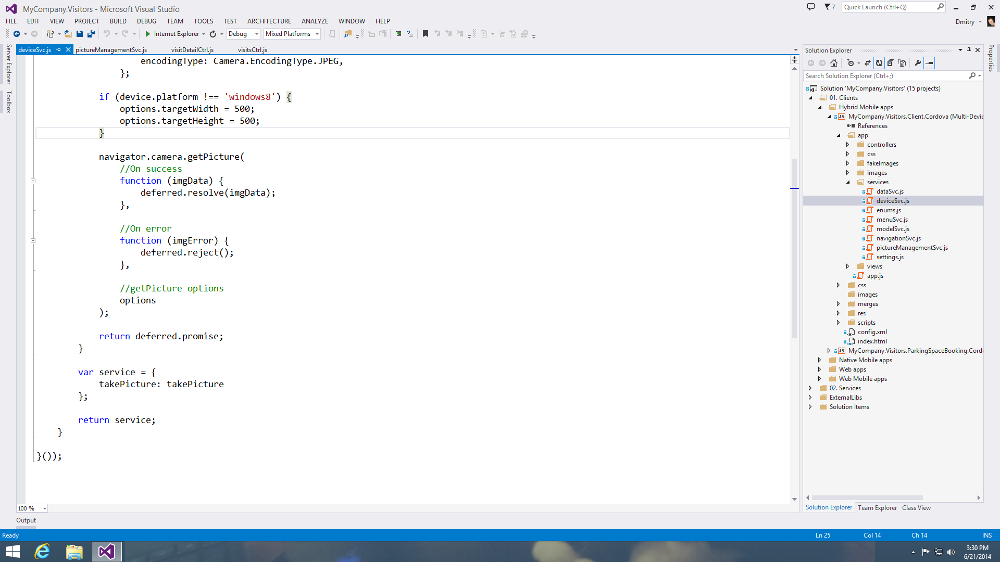 MyCompany.Visitors - Microsoft Visual Studio
7
Quick Launch (Ctrl+Q)
FILE EDIT VIEW PROJECT BUILD DEBUG TEAM TOOLS TEST ARCHITECTURE ANALYZE WINDOW HELP
Dmitry
Internet Explorer Debug Mixed Platforms
Server Explorer
Toolbox
deviceSvc.js pictureManagementSvc.js visitDetailCtrl.js visitsCtrl.js
encodingType: Camera.EncodingType.JPEG,
};
if (device.platform !== 'windows8') {
options.targetWidth = 500;
options.targetHeight = 500;
}
navigator.camera.getPicture(
//On success
function (imgData) {
deferred.resolve(imgData);
},
//On error
function (imgError) {
deferred.reject();
},
//getPicture options
options
);
return deferred.promise;
}
var service = {
takePicture: takePicture
};
return service;
}
}());
100 %
Output
Solution Explorer
Properties
Search Solution Explorer (Ctrl+;)
Solution 'MyCompany.Visitors' (15 projects)
01. Clients
Hybrid Mobile apps
JS MyCompany.Visitors.Client.Cordova (Multi-Devic
References
app
controllers
css
fakeImages
images
services
dataSvc.js
deviceSvc.js
enums.js
menuSvc.js
modelSvc.js
navigationSvc.js
pictureManagementSvc.js
settings.js
views
app.js
css
images
merges
res
scripts
config.xml
index.html
JS MyCompany.Visitors.ParkingSpaceBooking.Cord
Native Mobile apps
Web apps
Web Mobile apps
02. Services
ExternalLibs
Solution Items
Solution Explorer Team Explorer Class View
Ready
Ln 25 Col 14 Ch 14 INS
3:30 PM
6/21/2014